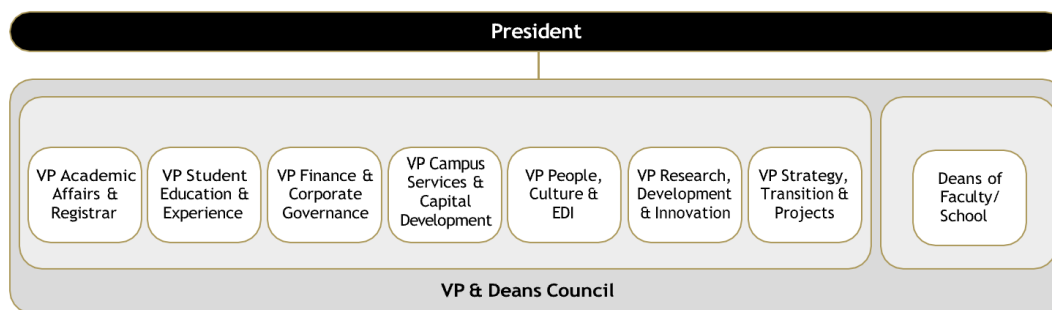 President
VP Academic
Affairs &
Registrar
VP Student
Education &
Experience
VP Finance &
Corporate
Governance
VP Campus
Services &
Capital
Development
VP People,
Culture &
EDI
VP Research,
Development
& Innovation
VP Strategy,
Transition &
Projects
Deans of
Faculty/
School
VP & Deans Council